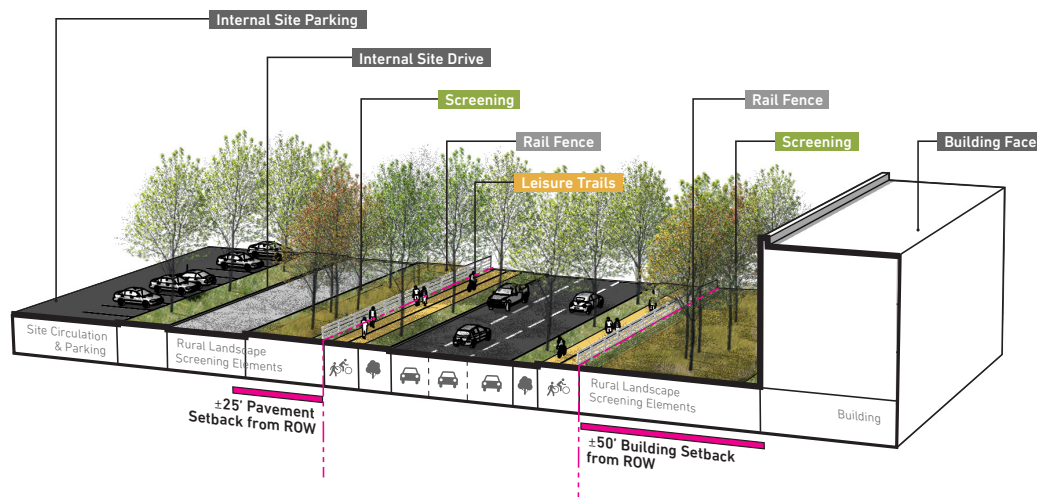 Internal Site Parking
Internal Site Drive
Screening
Rail Fence
Rail Fence
Screening
Building Face
Leisure Trails
Site Circulation
& Parking
Rural Landscape
Screening Elements
Rural Landscape
Screening Elements
Building
±25' Pavement
Setback from ROW
±50' Building Setback
from ROW